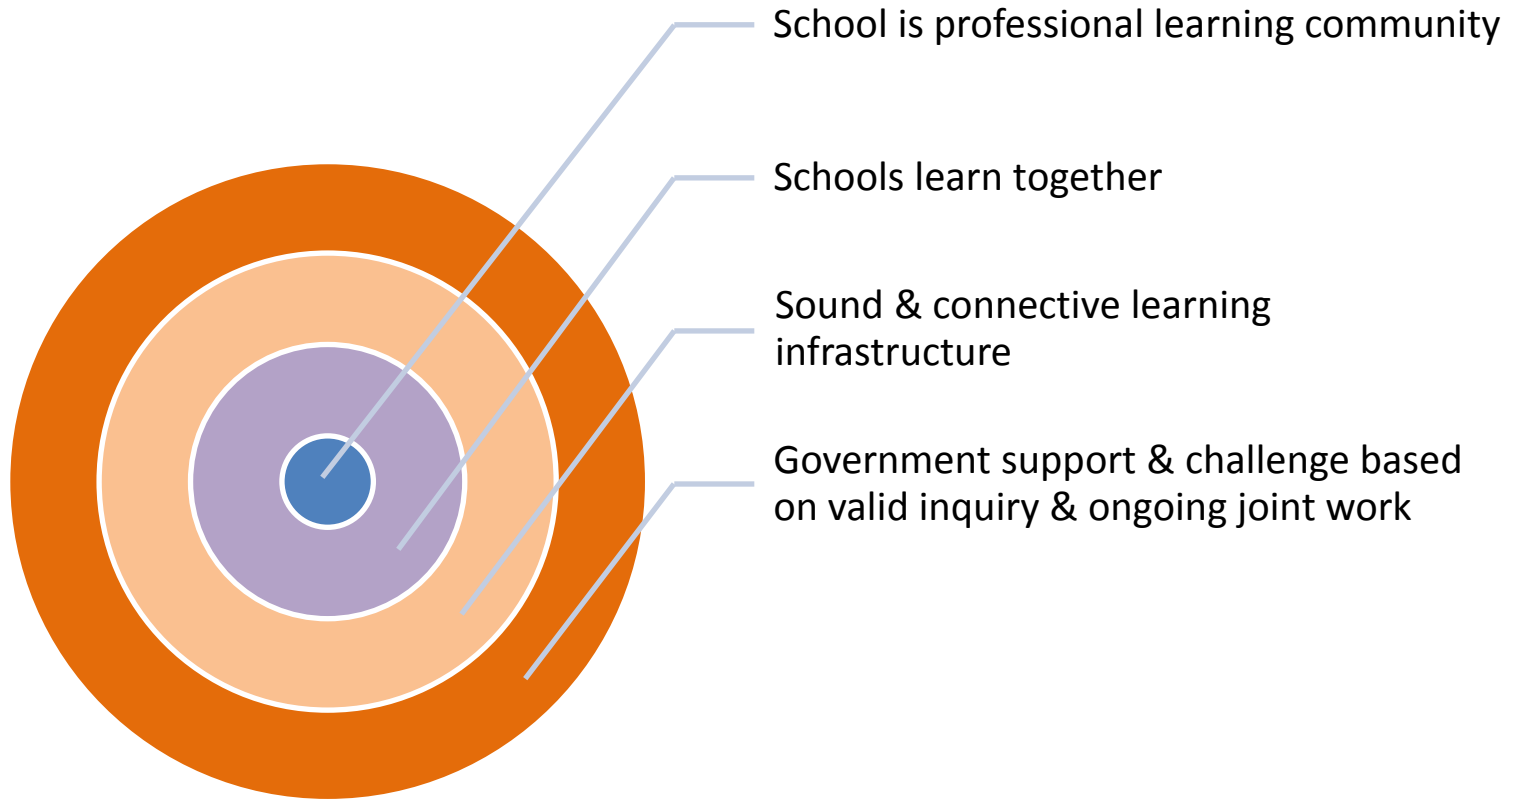 School is professional learning community
Schools learn together
Sound & connective learning
infrastructure
Government support & challenge based
on valid inquiry & ongoing joint work